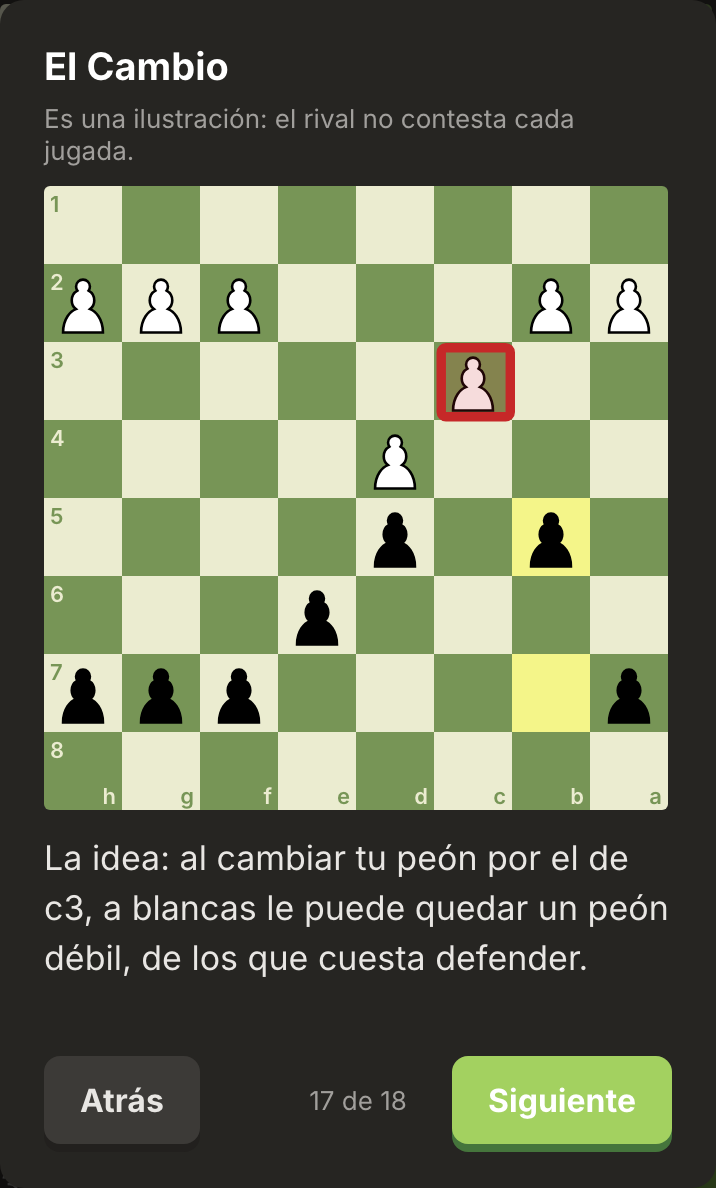 El Cambio
Es una ilustración: el rival no contesta cada
jugada.
1
2
3
4
5
6
7
8
h g f e d c b a
La idea: al cambiar tu peón por el de
c3, a blancas le puede quedar un peón
débil, de los que cuesta defender.
Atrás
17 de 18
Siguiente